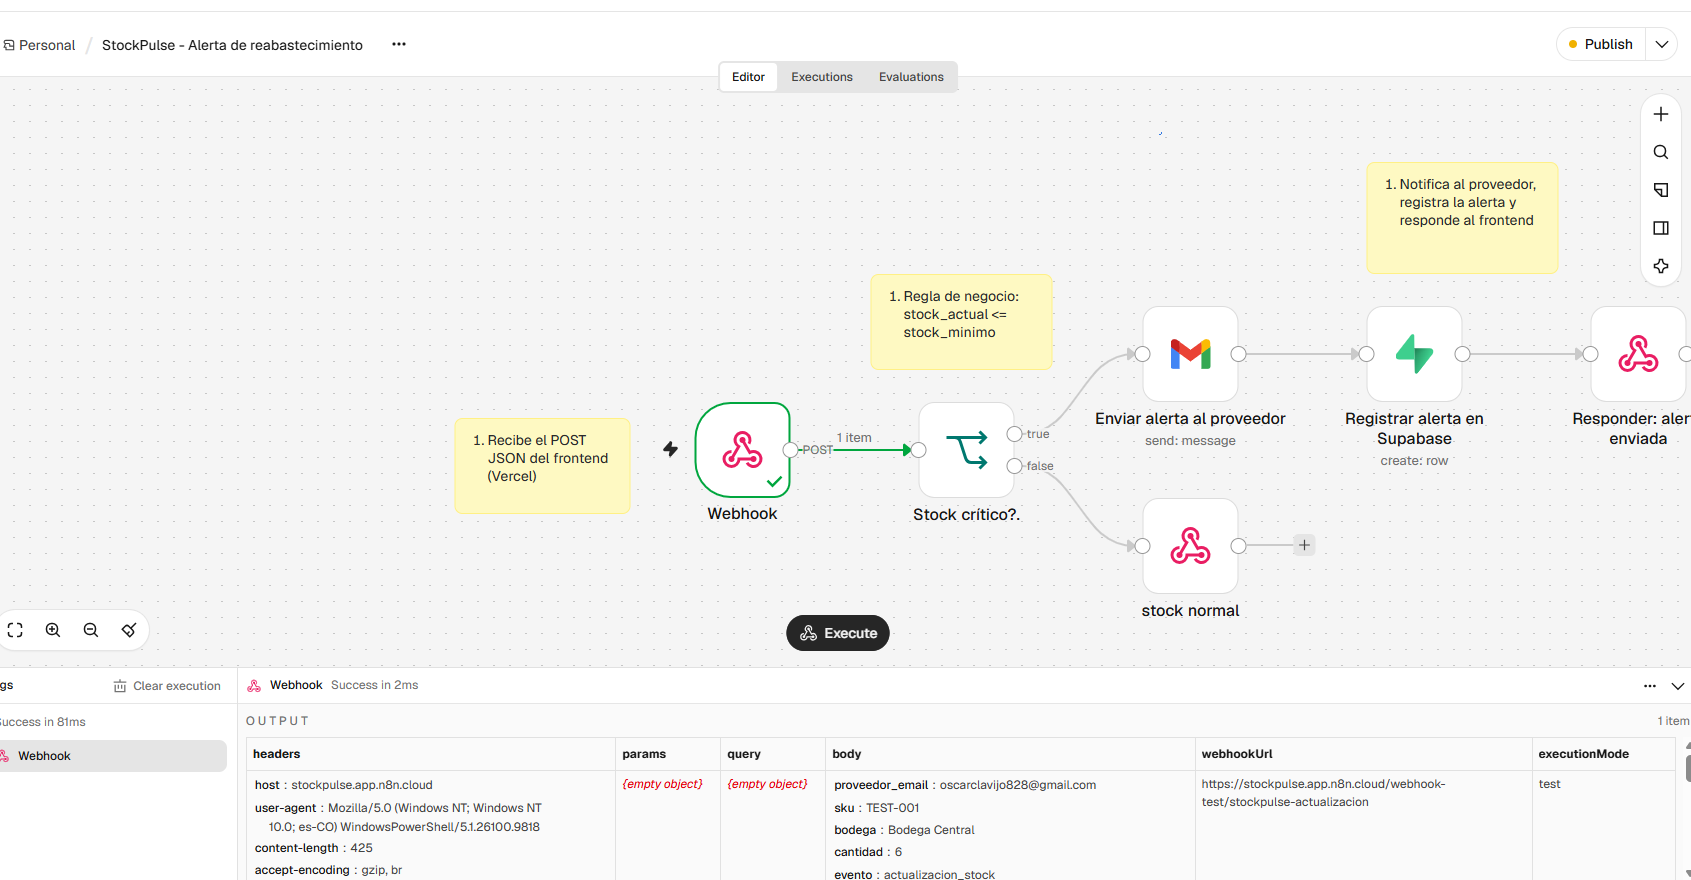 Personal / StockPulse - Alerta de reabastecimiento ...
Publish
Editor Executions Evaluations
1. Notifica al proveedor,
registra la alerta y
responde al frontend
1. Regla de negocio:
stock_actual <=
stock_minimo
1. Recibe el POST
JSON del frontend
(Vercel)
POST
1 item
true
false
Webhook
Stock crítico?.
Enviar alerta al proveedor
send: message
Registrar alerta en
Supabase
create: row
Responder: aler
enviada
stock normal
Execute
gs
Clear execution
Webhook Success in 2ms
Success in 81ms
Webhook
OUTPUT
1 item
headers params query body webhookUrl executionMode
host : stockpulse.app.n8n.cloud
user-agent : Mozilla/5.0 (Windows NT; Windows NT
10.0; es-CO) WindowsPowerShell/5.1.26100.9818
content-length : 425
accept-encoding : gzip, br
{empty object}
{empty object}
proveedor_email : oscarclavijo828@gmail.com
sku : TEST-001
bodega : Bodega Central
cantidad : 6
evento : actualizacion_stock
https://stockpulse.app.n8n.cloud/webhook-
test/stockpulse-actualizacion
test